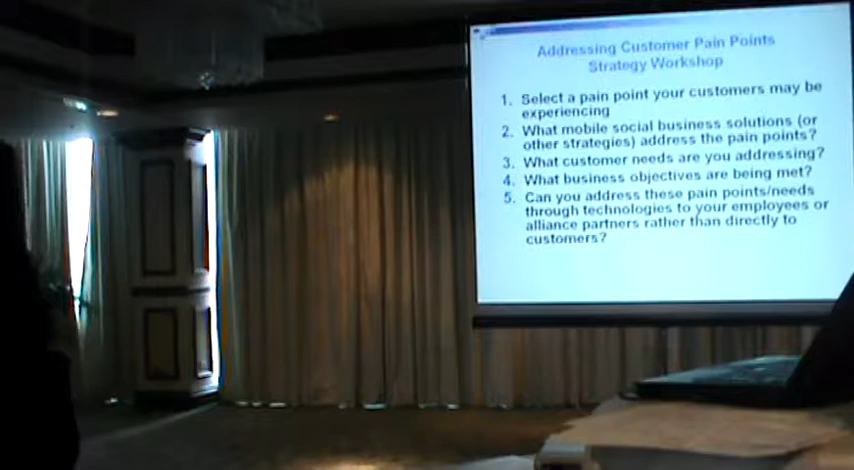 Addressing Customer Pain Points
Strategy Workshop
1. Select a pain point your customers may be
experiencing
2. What mobile social business solutions (or
other strategies) address the pain points?
3. What customer needs are you addressing?
4. What business objectives are being met?
5. Can you address these pain points/needs
through technologies to your employees or
alliance partners rather than directly to
customers?